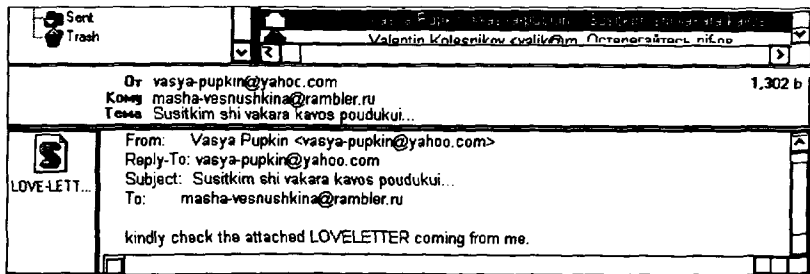 Sent
Trash
Valentin Kolesnikov <valik@m Остерегайтесь
От vasya-pupkin@yahoo.com 1,302 b
Кому masha-vesnushkina@rambler.ru
Тема Susitkim shi vakara kavos poudukui...
From: Vasya Pupkin <vasya-pupkin@yahoo.com>
Reply-To: vasya-pupkin@yahoo.com
Subject: Susitkim shi vakara kavos poudukui...
To: masha-vesnushkina@rambler.ru
LOVE-LETT...
kindly check the attached LOVELETTER coming from me.